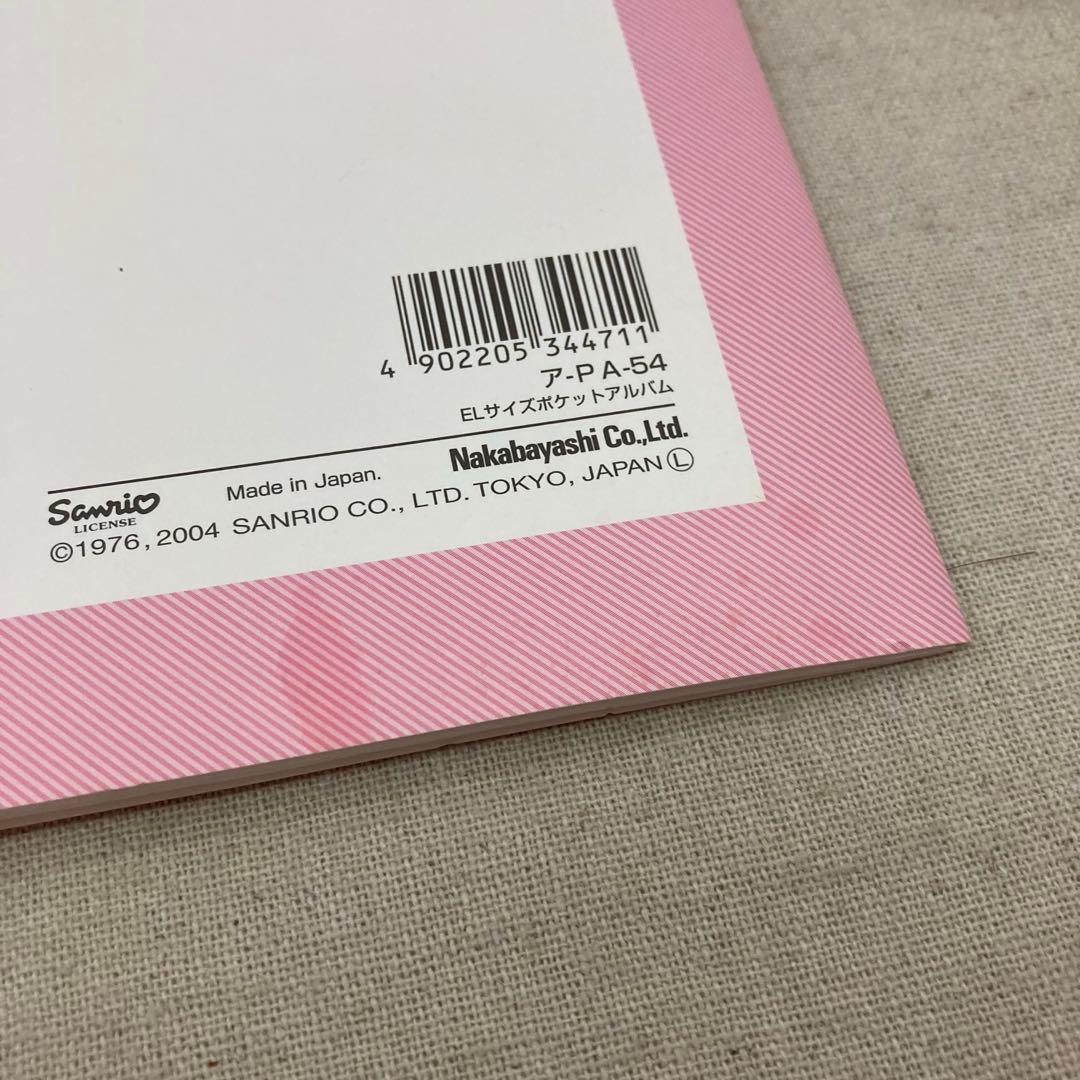 4 902205 344711
ア-P A-54
ELサイズポケットアルバム
Nakabayashi Co.,Ltd.
Sanrio Made in Japan.
LICENSE
©1976, 2004 SANRIO CO., LTD. TOKYO, JAPAN Ⓛ